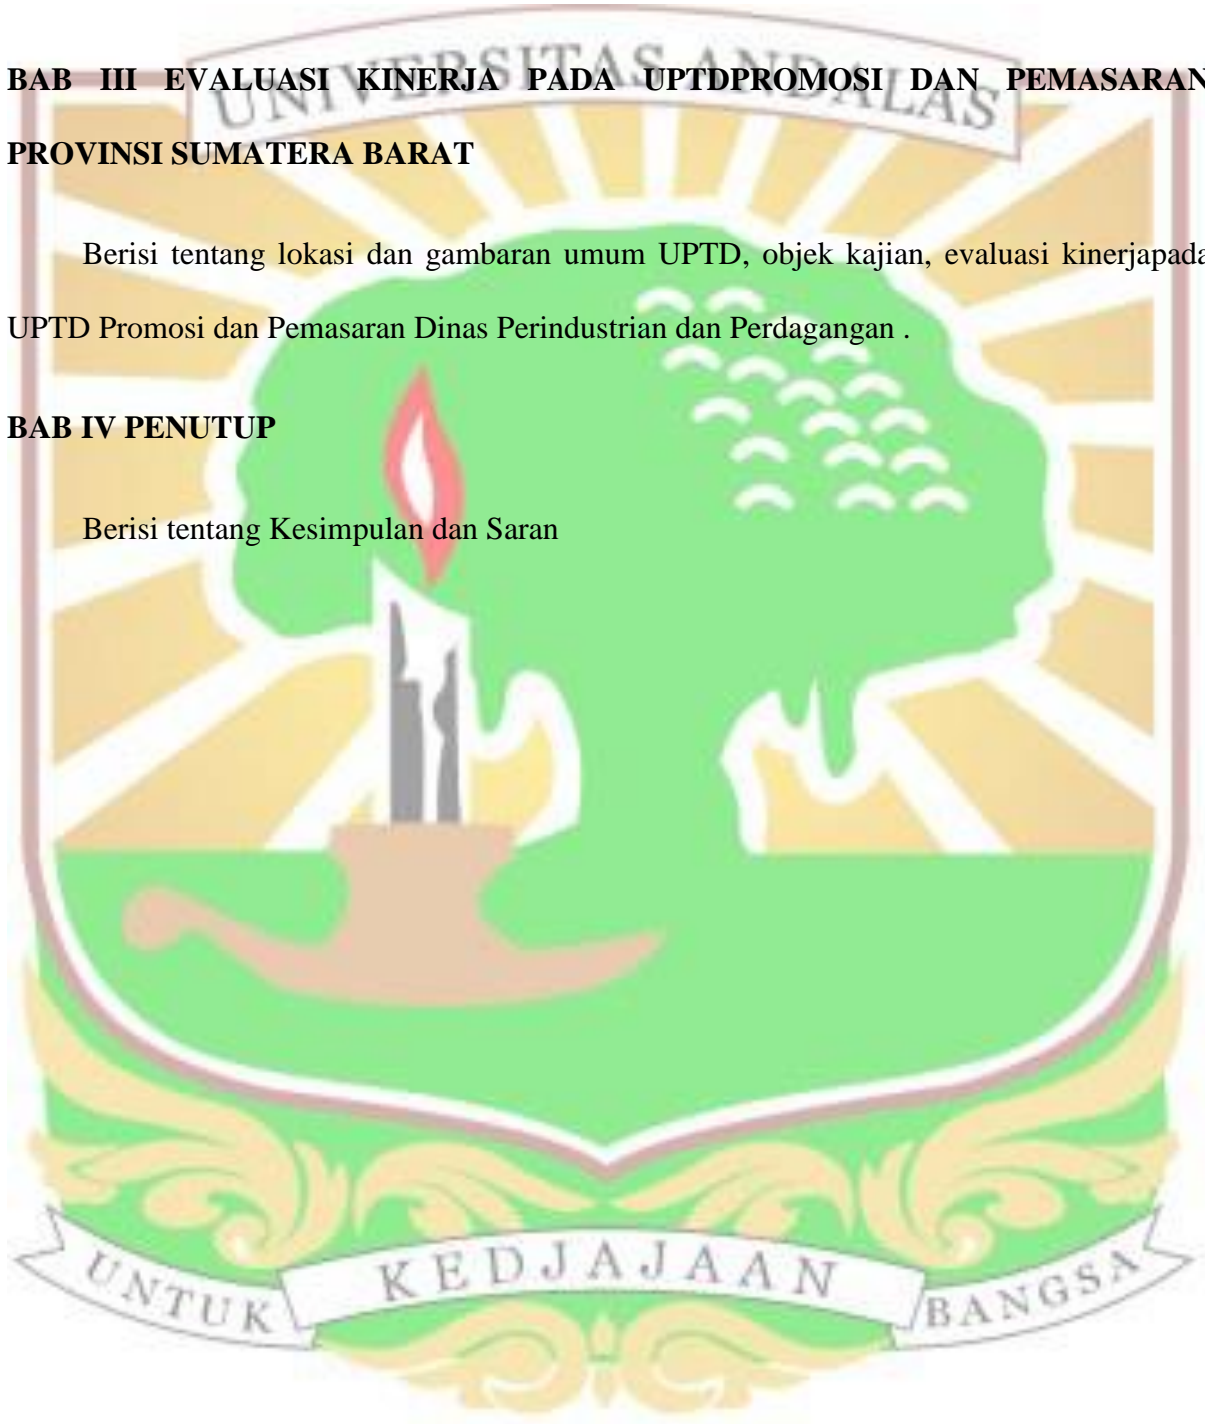 UNIVERSITAS ANDALAS
BAB III EVALUASI KINERJA PADA UPTDPROMOSI DAN PEMASARAN
PROVINSI SUMATERA BARAT
Berisi tentang lokasi dan gambaran umum UPTD, objek kajian, evaluasi kinerjapada
UPTD Promosi dan Pemasaran Dinas Perindustrian dan Perdagangan .
BAB IV PENUTUP
Berisi tentang Kesimpulan dan Saran
UNTUK KEDJAJAAN BANGSA